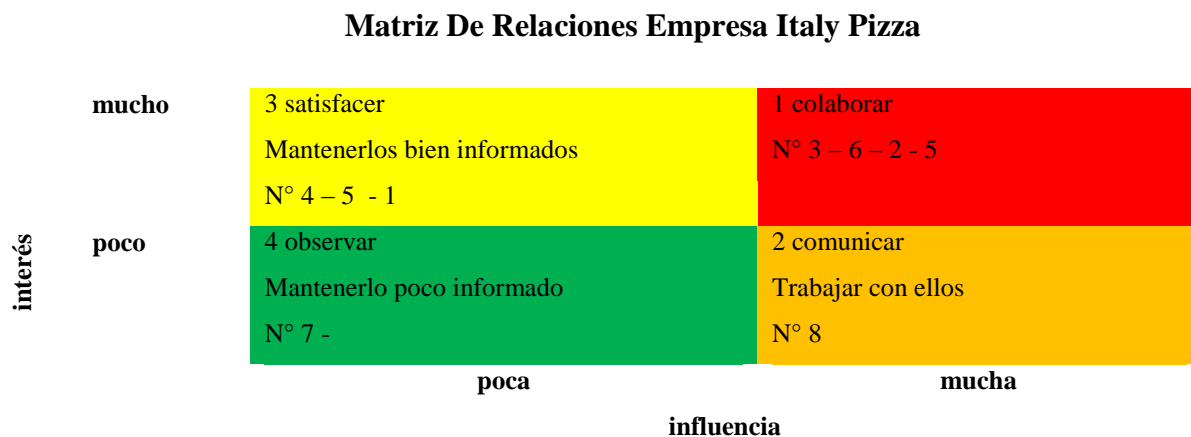 Matriz De Relaciones Empresa Italy Pizza
mucho
3 satisfacer
Mantenerlos bien informados
N° 4 – 5  - 1
1 colaborar
N° 3 – 6 – 2 - 5
interés
poco
4 observar
Mantenerlo poco informado
N° 7 -
2 comunicar
Trabajar con ellos
N° 8
poca
mucha
influencia